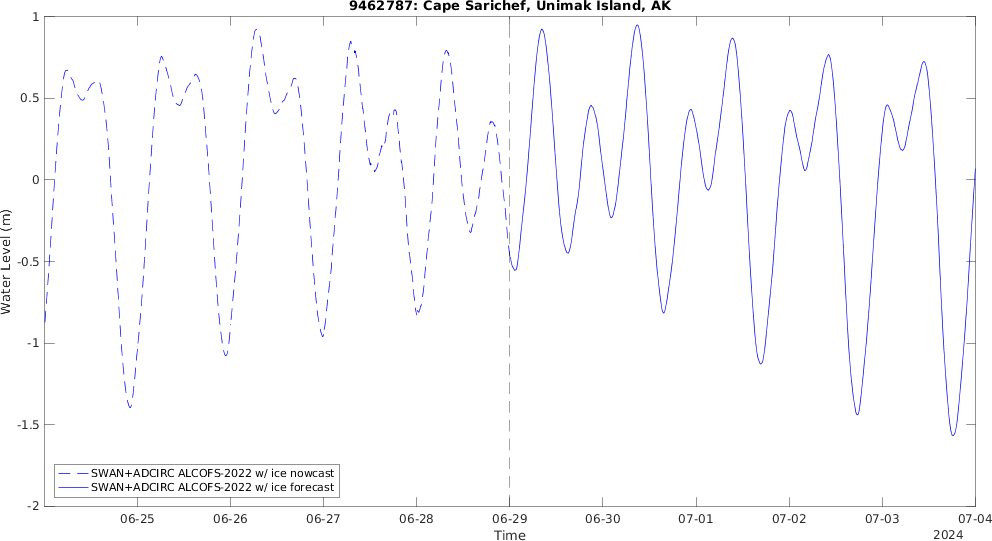 9462787: Cape Sarichef, Unimak Island, AK
1
0.5
0
-0.5
-1
-1.5
-2
Water Level (m)
SWAN+ADCIRC ALCOFS-2022 w/ ice nowcast
SWAN+ADCIRC ALCOFS-2022 w/ ice forecast
06-25 06-26 06-27 06-28 06-29 06-30 07-01 07-02 07-03 07-04
Time
2024